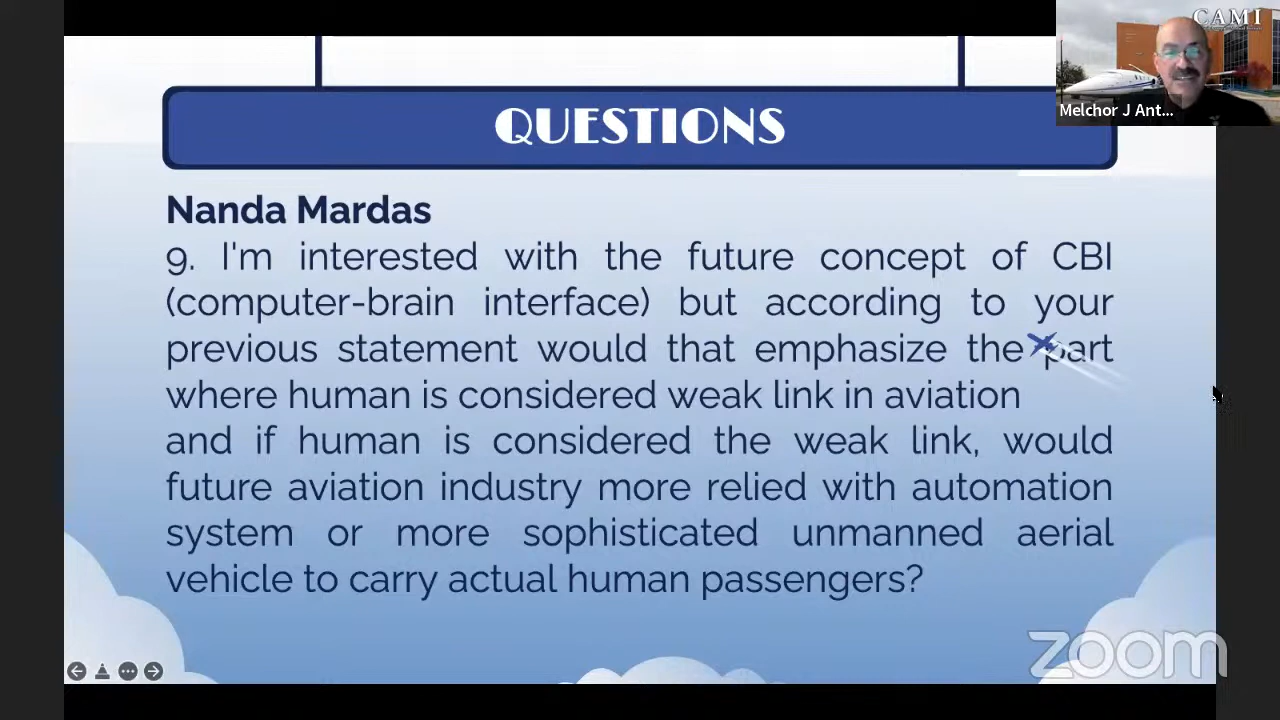 CAMI
Melchor J Ant...
QUESTIONS
Nanda Mardas
9. I'm interested with the future concept of CBI
(computer-brain interface) but according to your
previous statement would that emphasize the part
where human is considered weak link in aviation
and if human is considered the weak link, would
future aviation industry more relied with automation
system or more sophisticated unmanned aerial
vehicle to carry actual human passengers?
zoom